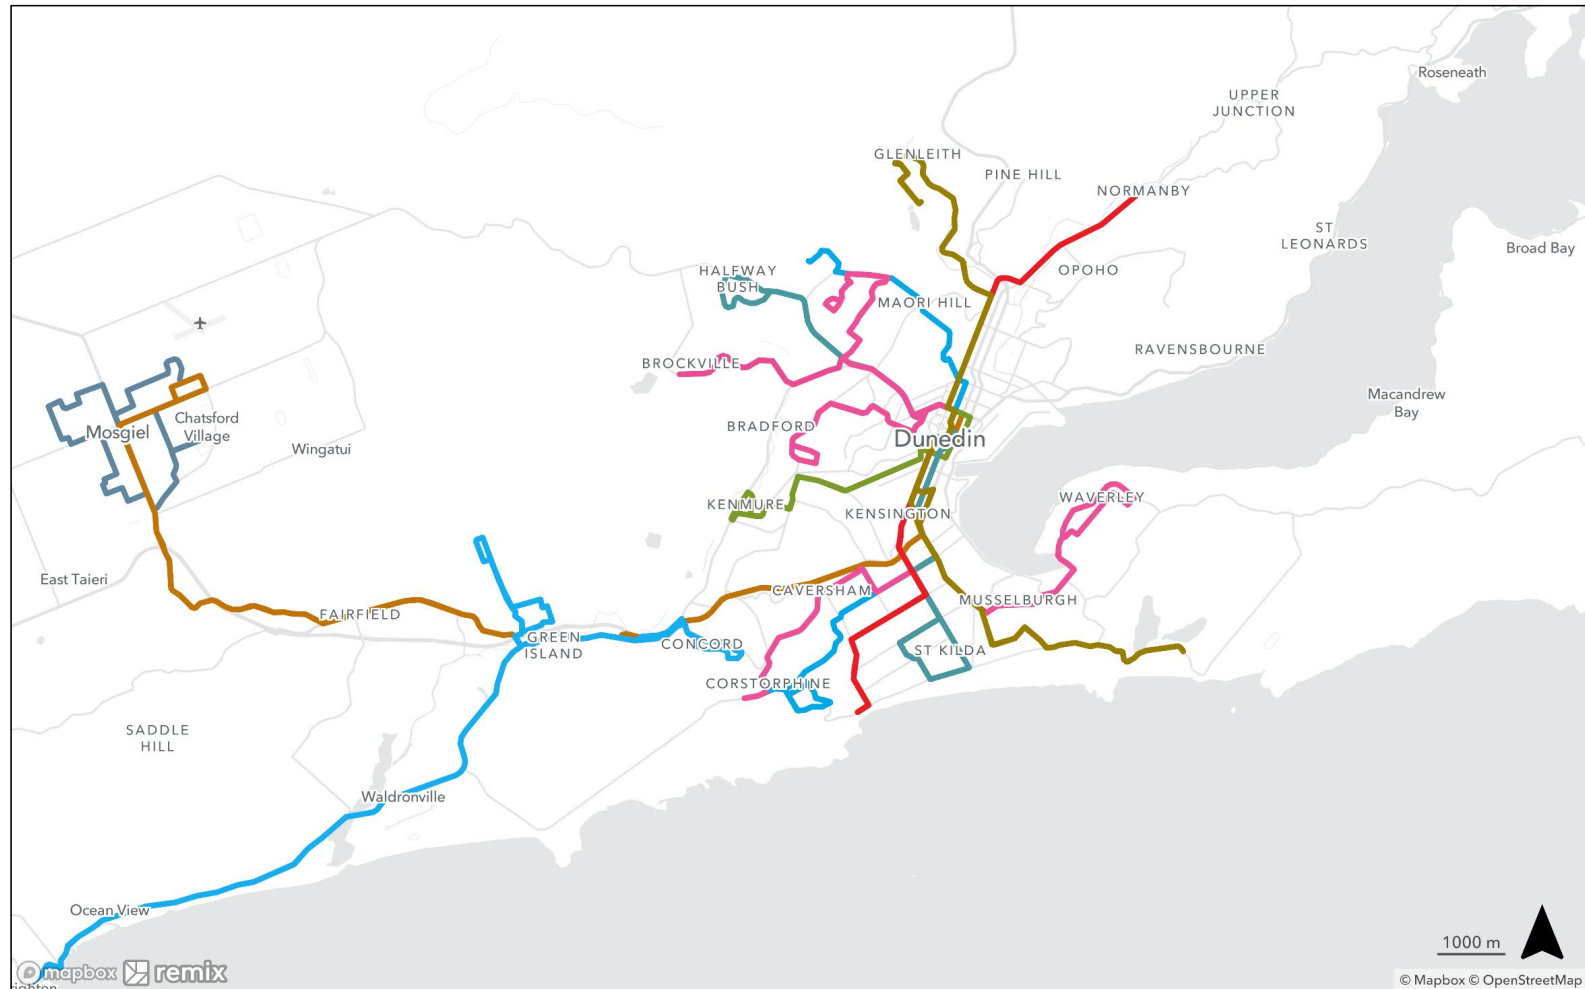 Roseneath
UPPER
JUNCTION
GLENLEITH
PINE HILL
NORMANBY
ST
LEONARDS
Broad Bay
HALFWAY
BUSH
OPOHO
MAORI HILL
BROCKVILLE
RAVENSBOURNE
Macandrew
Bay
Chatsford
Village
Mosgiel
BRADFORD
Dunedin
Wingatui
KENMURE
KENSINGTON
WAVERLEY
East Taieri
CAVERSHAM
MUSSELBURGH
FAIRFIELD
GREEN
ISLAND
CONCORD
ST KILDA
CORSTORPHINE
SADDLE
HILL
Waldronville
Ocean View
1000 m
mapbox remix
© Mapbox © OpenStreetMap